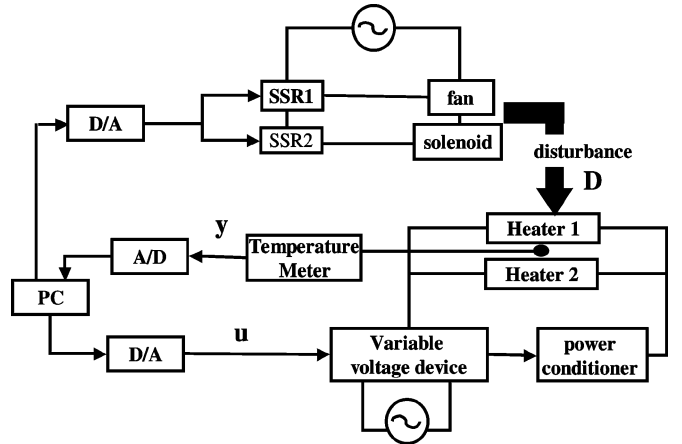 SSR1
fan
D/A
SSR2
solenoid
disturbance
D
y
Heater 1
A/D
Temperature
Meter
Heater 2
PC
u
D/A
Variable
voltage device
power
conditioner